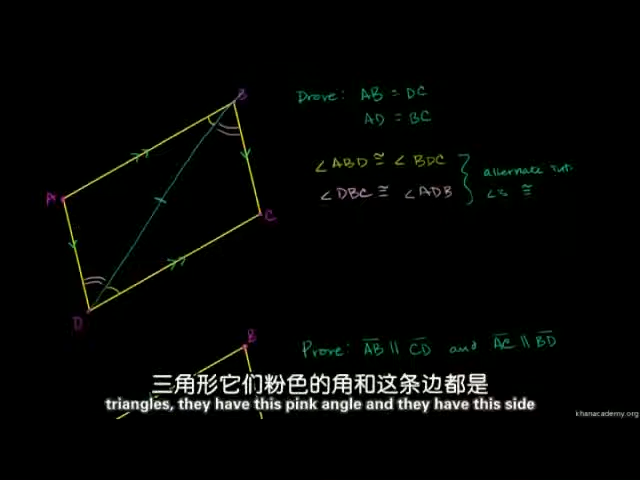 Prove: AB = DC
AD = BC
∠ABD ≅ ∠BDC
∠DBC ≅ ∠ADB
alternate int.
∠s ≅
B
A
C
D
B
Prove: AB || CD and AC || BD
三角形它们粉色的角和这条边都是
triangles, they have this pink angle and they have this side
khanacademy.org